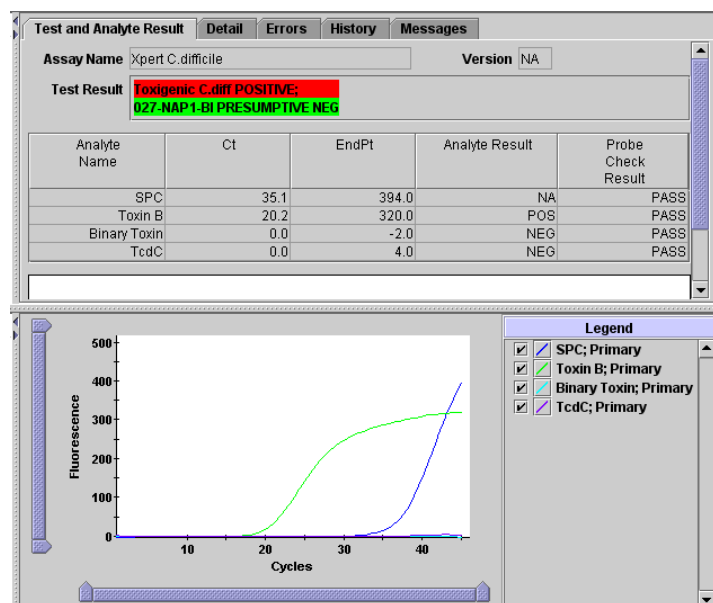 Test and Analyte Result Detail Errors History Messages
Assay Name Xpert C.difficile Version NA
Test Result Toxigenic C.diff POSITIVE;
027-NAP1-BI PRESUMPTIVE NEG
Analyte Name Ct EndPt Analyte Result Probe Check Result
SPC 35.1 394.0 NA PASS
Toxin B 20.2 320.0 POS PASS
Binary Toxin 0.0 -2.0 NEG PASS
TcdC 0.0 4.0 NEG PASS
Legend
SPC; Primary
Toxin B; Primary
Binary Toxin; Primary
TcdC; Primary
Fluorescence
500
400
300
200
100
0
10 20 30 40
Cycles